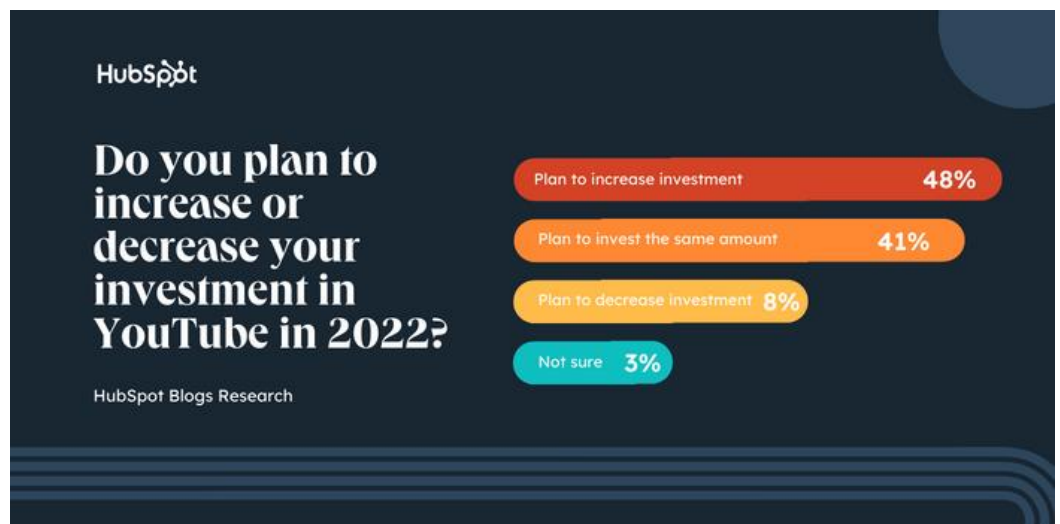 HubSpot
Do you plan to
increase or
decrease your
investment in
YouTube in 2022?
HubSpot Blogs Research
Plan to increase investment 48%
Plan to invest the same amount 41%
Plan to decrease investment 8%
Not sure 3%